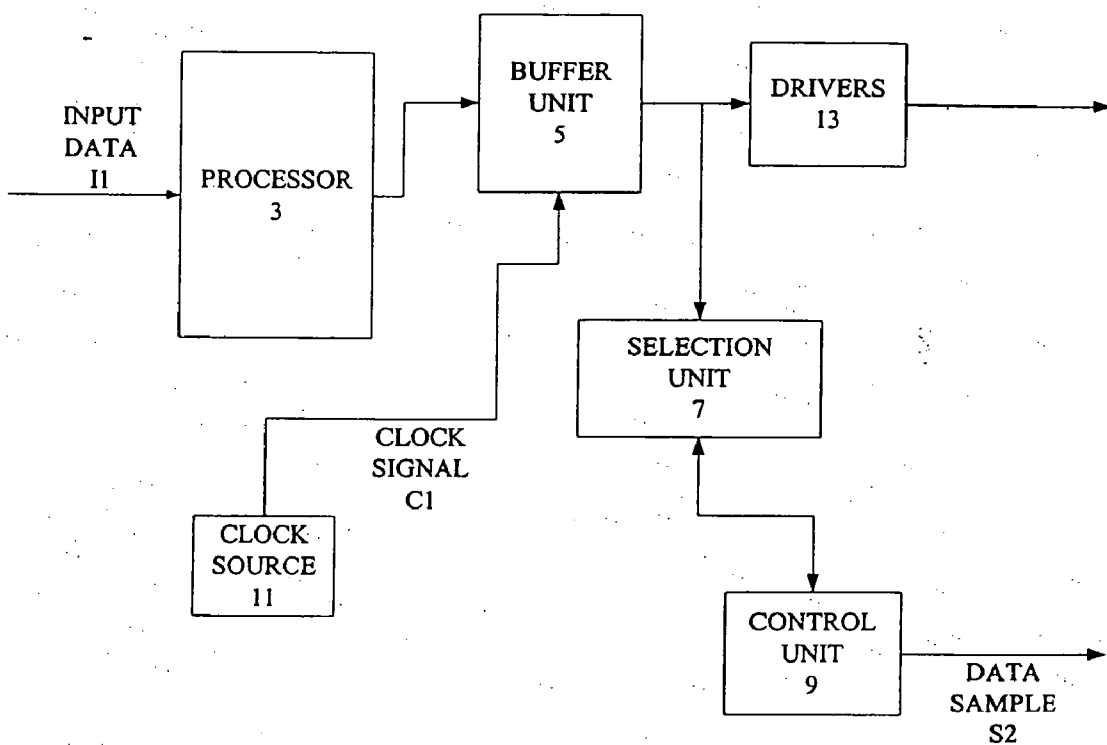 INPUT
DATA
I1
PROCESSOR
3
BUFFER
UNIT
5
DRIVERS
13
SELECTION
UNIT
7
CLOCK
SIGNAL
C1
CLOCK
SOURCE
11
CONTROL
UNIT
9
DATA
SAMPLE
S2